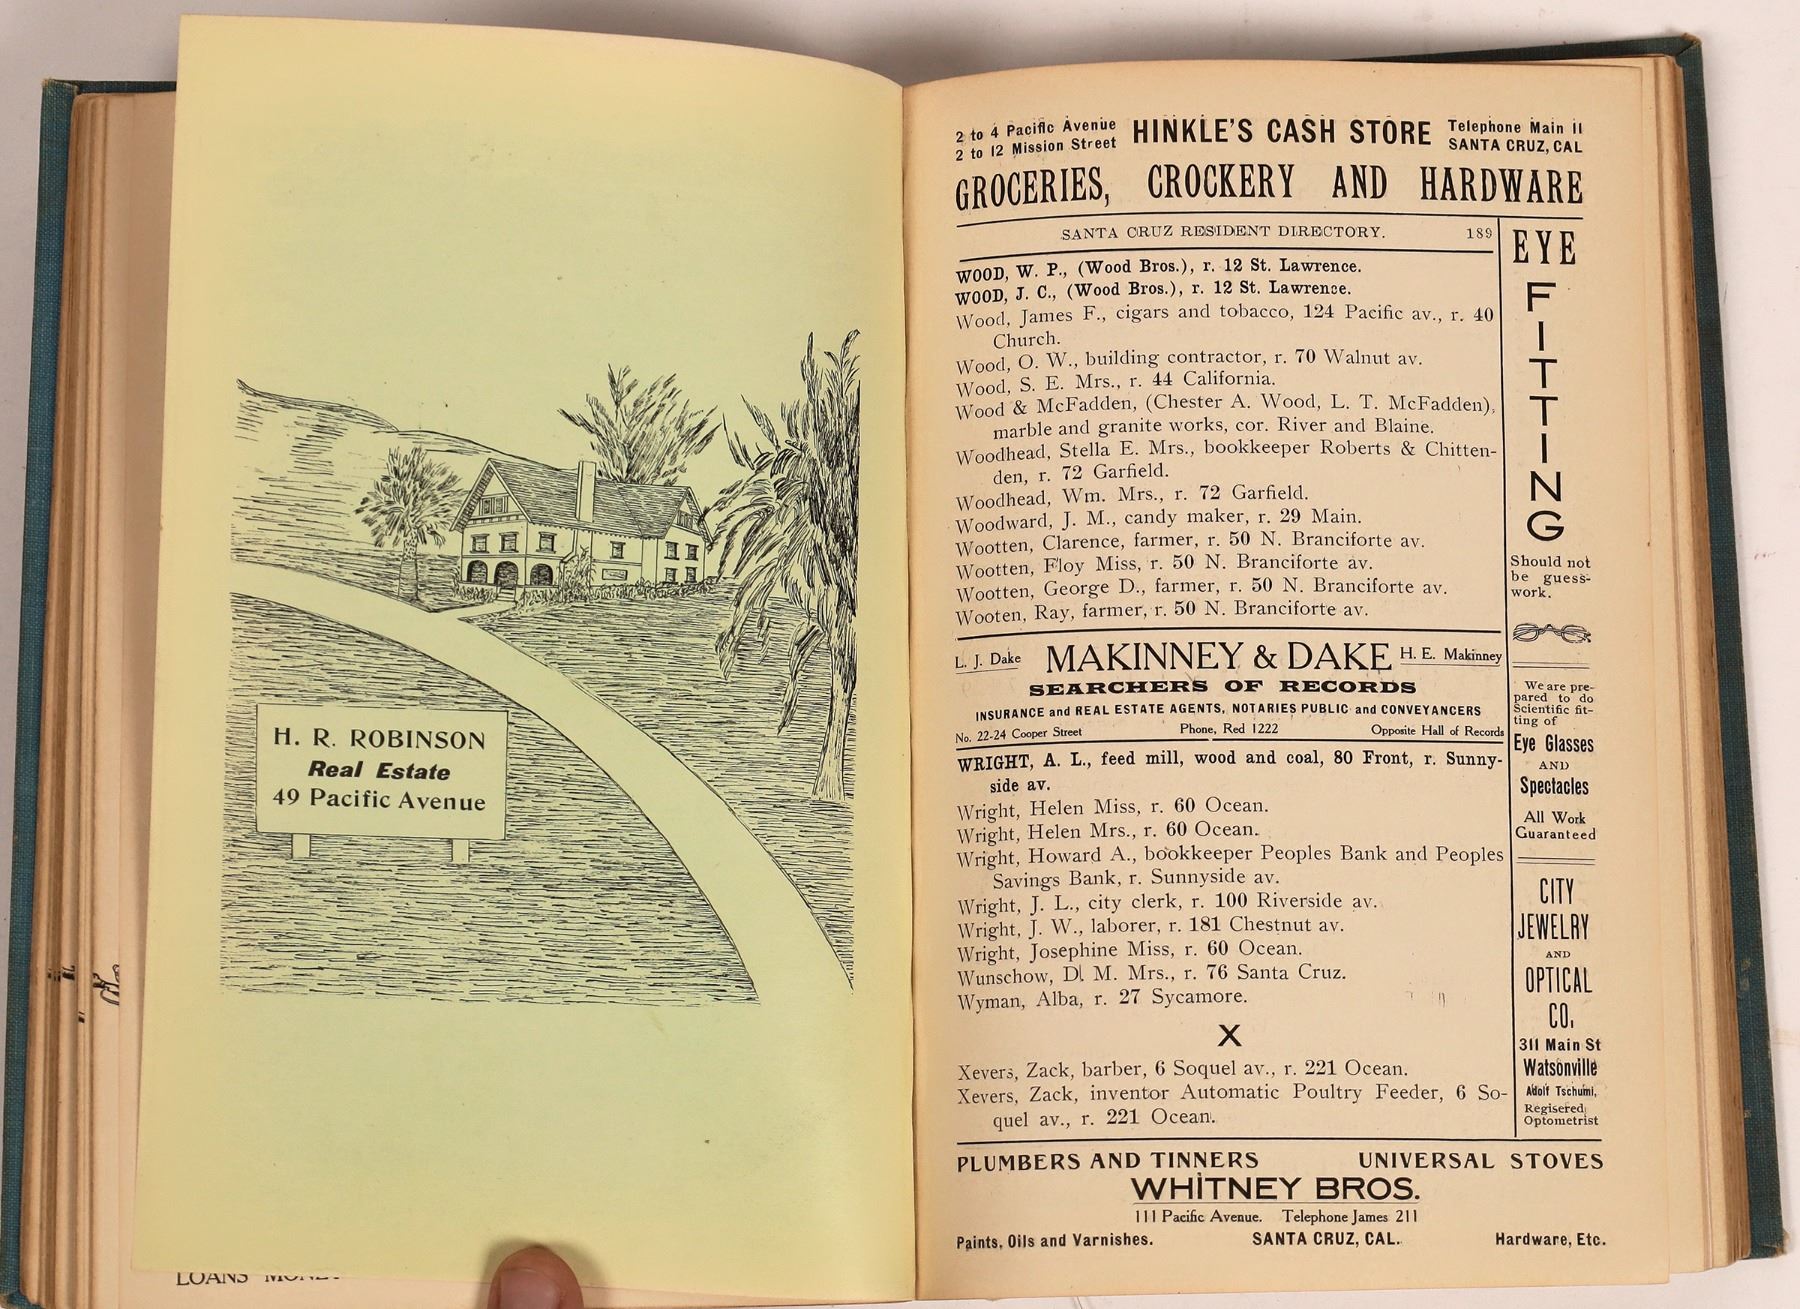 H. R. ROBINSON
Real Estate
49 Pacific Avenue
LOANS
2 to 4 Pacific Avenue
2 to 12 Mission Street
HINKLE'S CASH STORE
Telephone Main 11
SANTA CRUZ, CAL
GROCERIES, CROCKERY AND HARDWARE
SANTA CRUZ RESIDENT DIRECTORY. 189
WOOD, W. P., (Wood Bros.), r. 12 St. Lawrence.
WOOD, J. C., (Wood Bros.), r. 12 St. Lawrence.
Wood, James F., cigars and tobacco, 124 Pacific av., r. 40
Church.
Wood, O. W., building contractor, r. 70 Walnut av.
Wood, S. E. Mrs., r. 44 California.
Wood & McFadden, (Chester A. Wood, L. T. McFadden),
marble and granite works, cor. River and Blaine.
Woodhead, Stella E. Mrs., bookkeeper Roberts & Chitten-
den, r. 72 Garfield.
Woodhead, Wm. Mrs., r. 72 Garfield.
Woodward, J. M., candy maker, r. 29 Main.
Wootten, Clarence, farmer, r. 50 N. Branciforte av.
Wootten, Floy Miss, r. 50 N. Branciforte av.
Wootten, George D., farmer, r. 50 N. Branciforte av.
Wooten, Ray, farmer, r. 50 N. Branciforte av.
L. J. Dake MAKINNEY & DAKE H. E. Makinney
SEARCHERS OF RECORDS
INSURANCE and REAL ESTATE AGENTS, NOTARIES PUBLIC and CONVEYANCERS
No. 22-24 Cooper Street Phone, Red 1222 Opposite Hall of Records
WRIGHT, A. L., feed mill, wood and coal, 80 Front, r. Sunny-
side av.
Wright, Helen Miss, r. 60 Ocean.
Wright, Helen Mrs., r. 60 Ocean.
Wright, Howard A., bookkeeper Peoples Bank and Peoples
Savings Bank, r. Sunnyside av.
Wright, J. L., city clerk, r. 100 Riverside av.
Wright, J. W., laborer, r. 181 Chestnut av.
Wright, Josephine Miss, r. 60 Ocean.
Wunschow, D. M. Mrs., r. 76 Santa Cruz.
Wyman, Alba, r. 27 Sycamore.
X
Xevers, Zack, barber, 6 Soquel av., r. 221 Ocean.
Xevers, Zack, inventor Automatic Poultry Feeder, 6 So-
quel av., r. 221 Ocean.
EYE
FITTING
Should not
be guess-
work.
We are pre-
pared to do
Scientific fit-
ting of
Eye Glasses
AND
Spectacles
All Work
Guaranteed
CITY
JEWELRY
AND
OPTICAL
CO.
311 Main St
Watsonville
Adolf Tschumi,
Regisered
Optometrist
PLUMBERS AND TINNERS UNIVERSAL STOVES
WHITNEY BROS.
111 Pacific Avenue. Telephone James 211
Paints, Oils and Varnishes. SANTA CRUZ, CAL. Hardware, Etc.